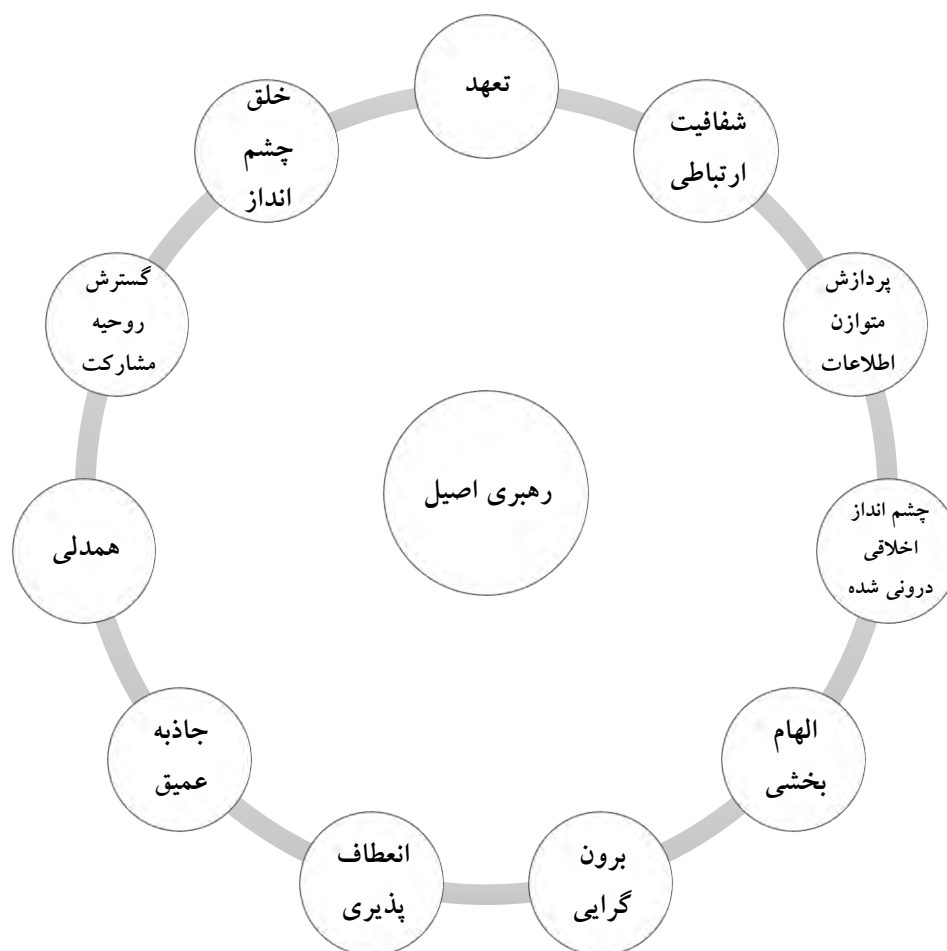 تعهد
شفافیت
ارتباطی
پردازش
متوازن
اطلاعات
چشم انداز
اخلاقی
درونی شده
الهام
بخشی
برون
گرایی
انعطاف
پذیری
جاذبه
عمیق
همدلی
گسترش
روحیه
مشارکت
خلق
چشم
انداز
رهبری اصیل